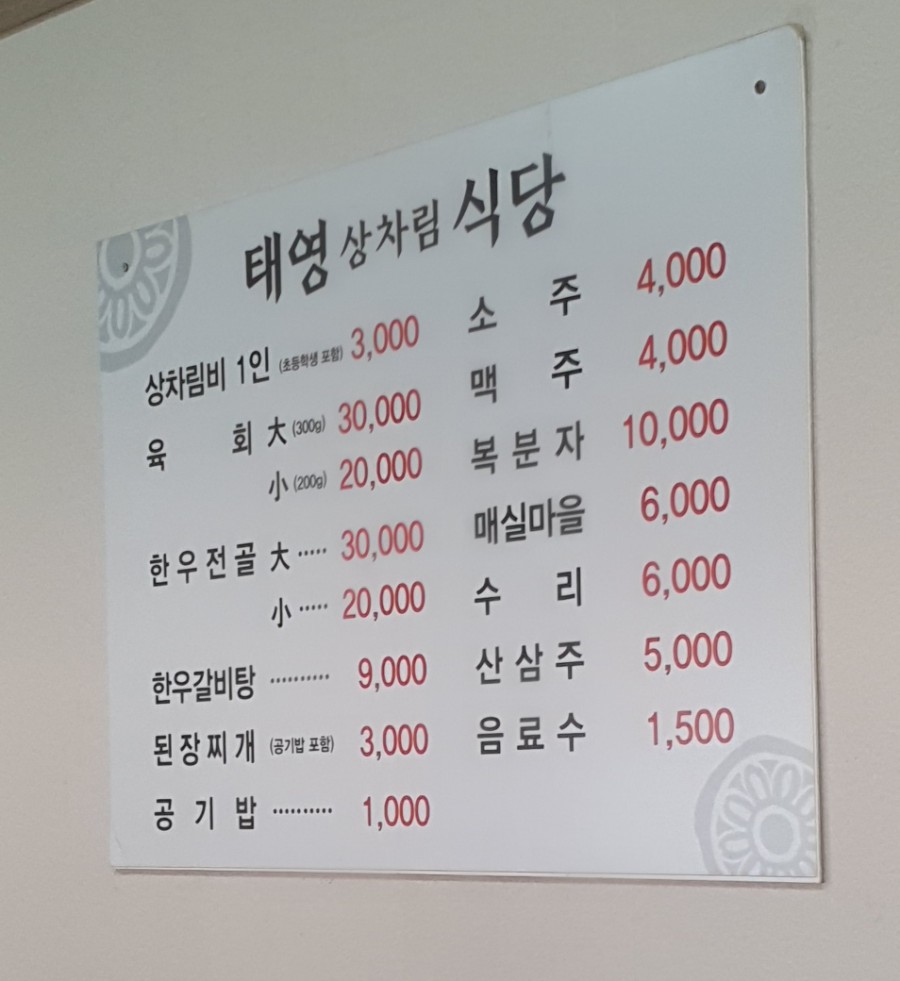 태영 상차림 식당
상차림비 1인 (초등학생 포함) 3,000
육 회 大 (300g) 30,000
小 (200g) 20,000
한우전골 大 ····· 30,000
小 ····· 20,000
한우갈비탕 ·········· 9,000
된장찌개 (공기밥 포함) 3,000
공 기 밥 ·········· 1,000
소 주 4,000
맥 주 4,000
복 분 자 10,000
매실마을 6,000
수 리 6,000
산 삼 주 5,000
음 료 수 1,500